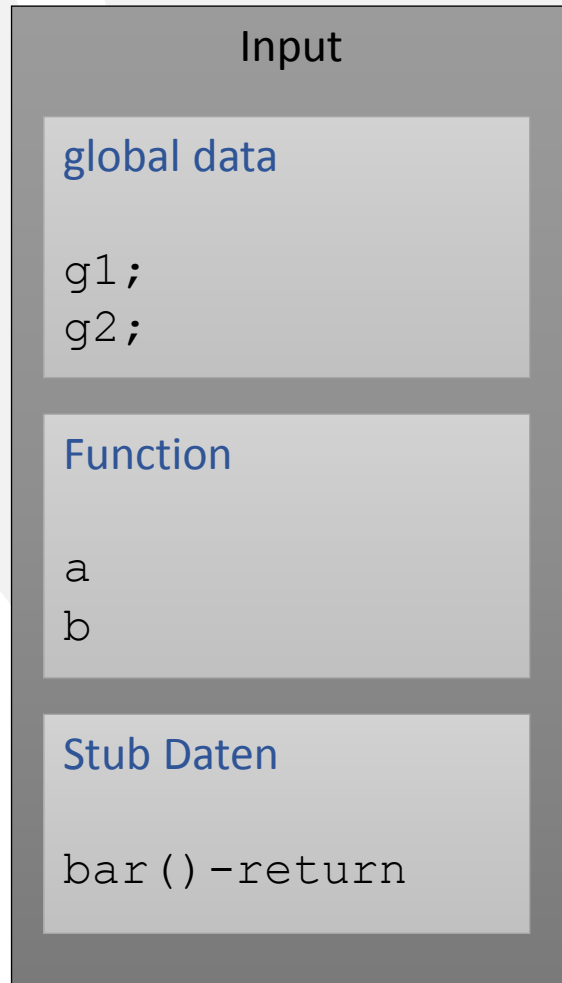 Input
global data
g1;
g2;
Function
a
b
Stub Daten
bar()-return